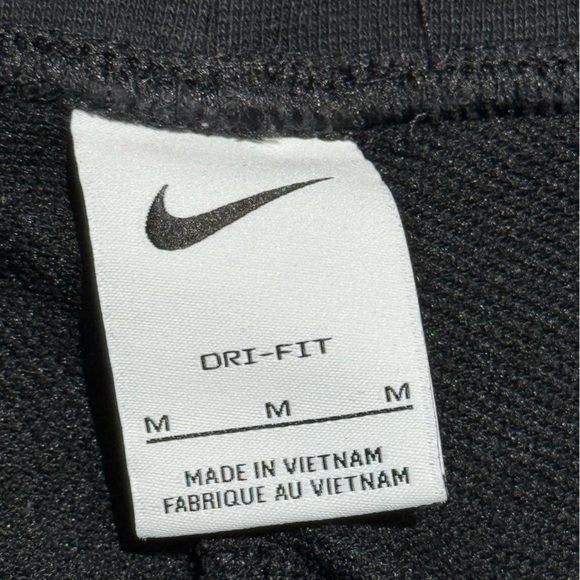 DRI-FIT
M M M
MADE IN VIETNAM
FABRIQUE AU VIETNAM